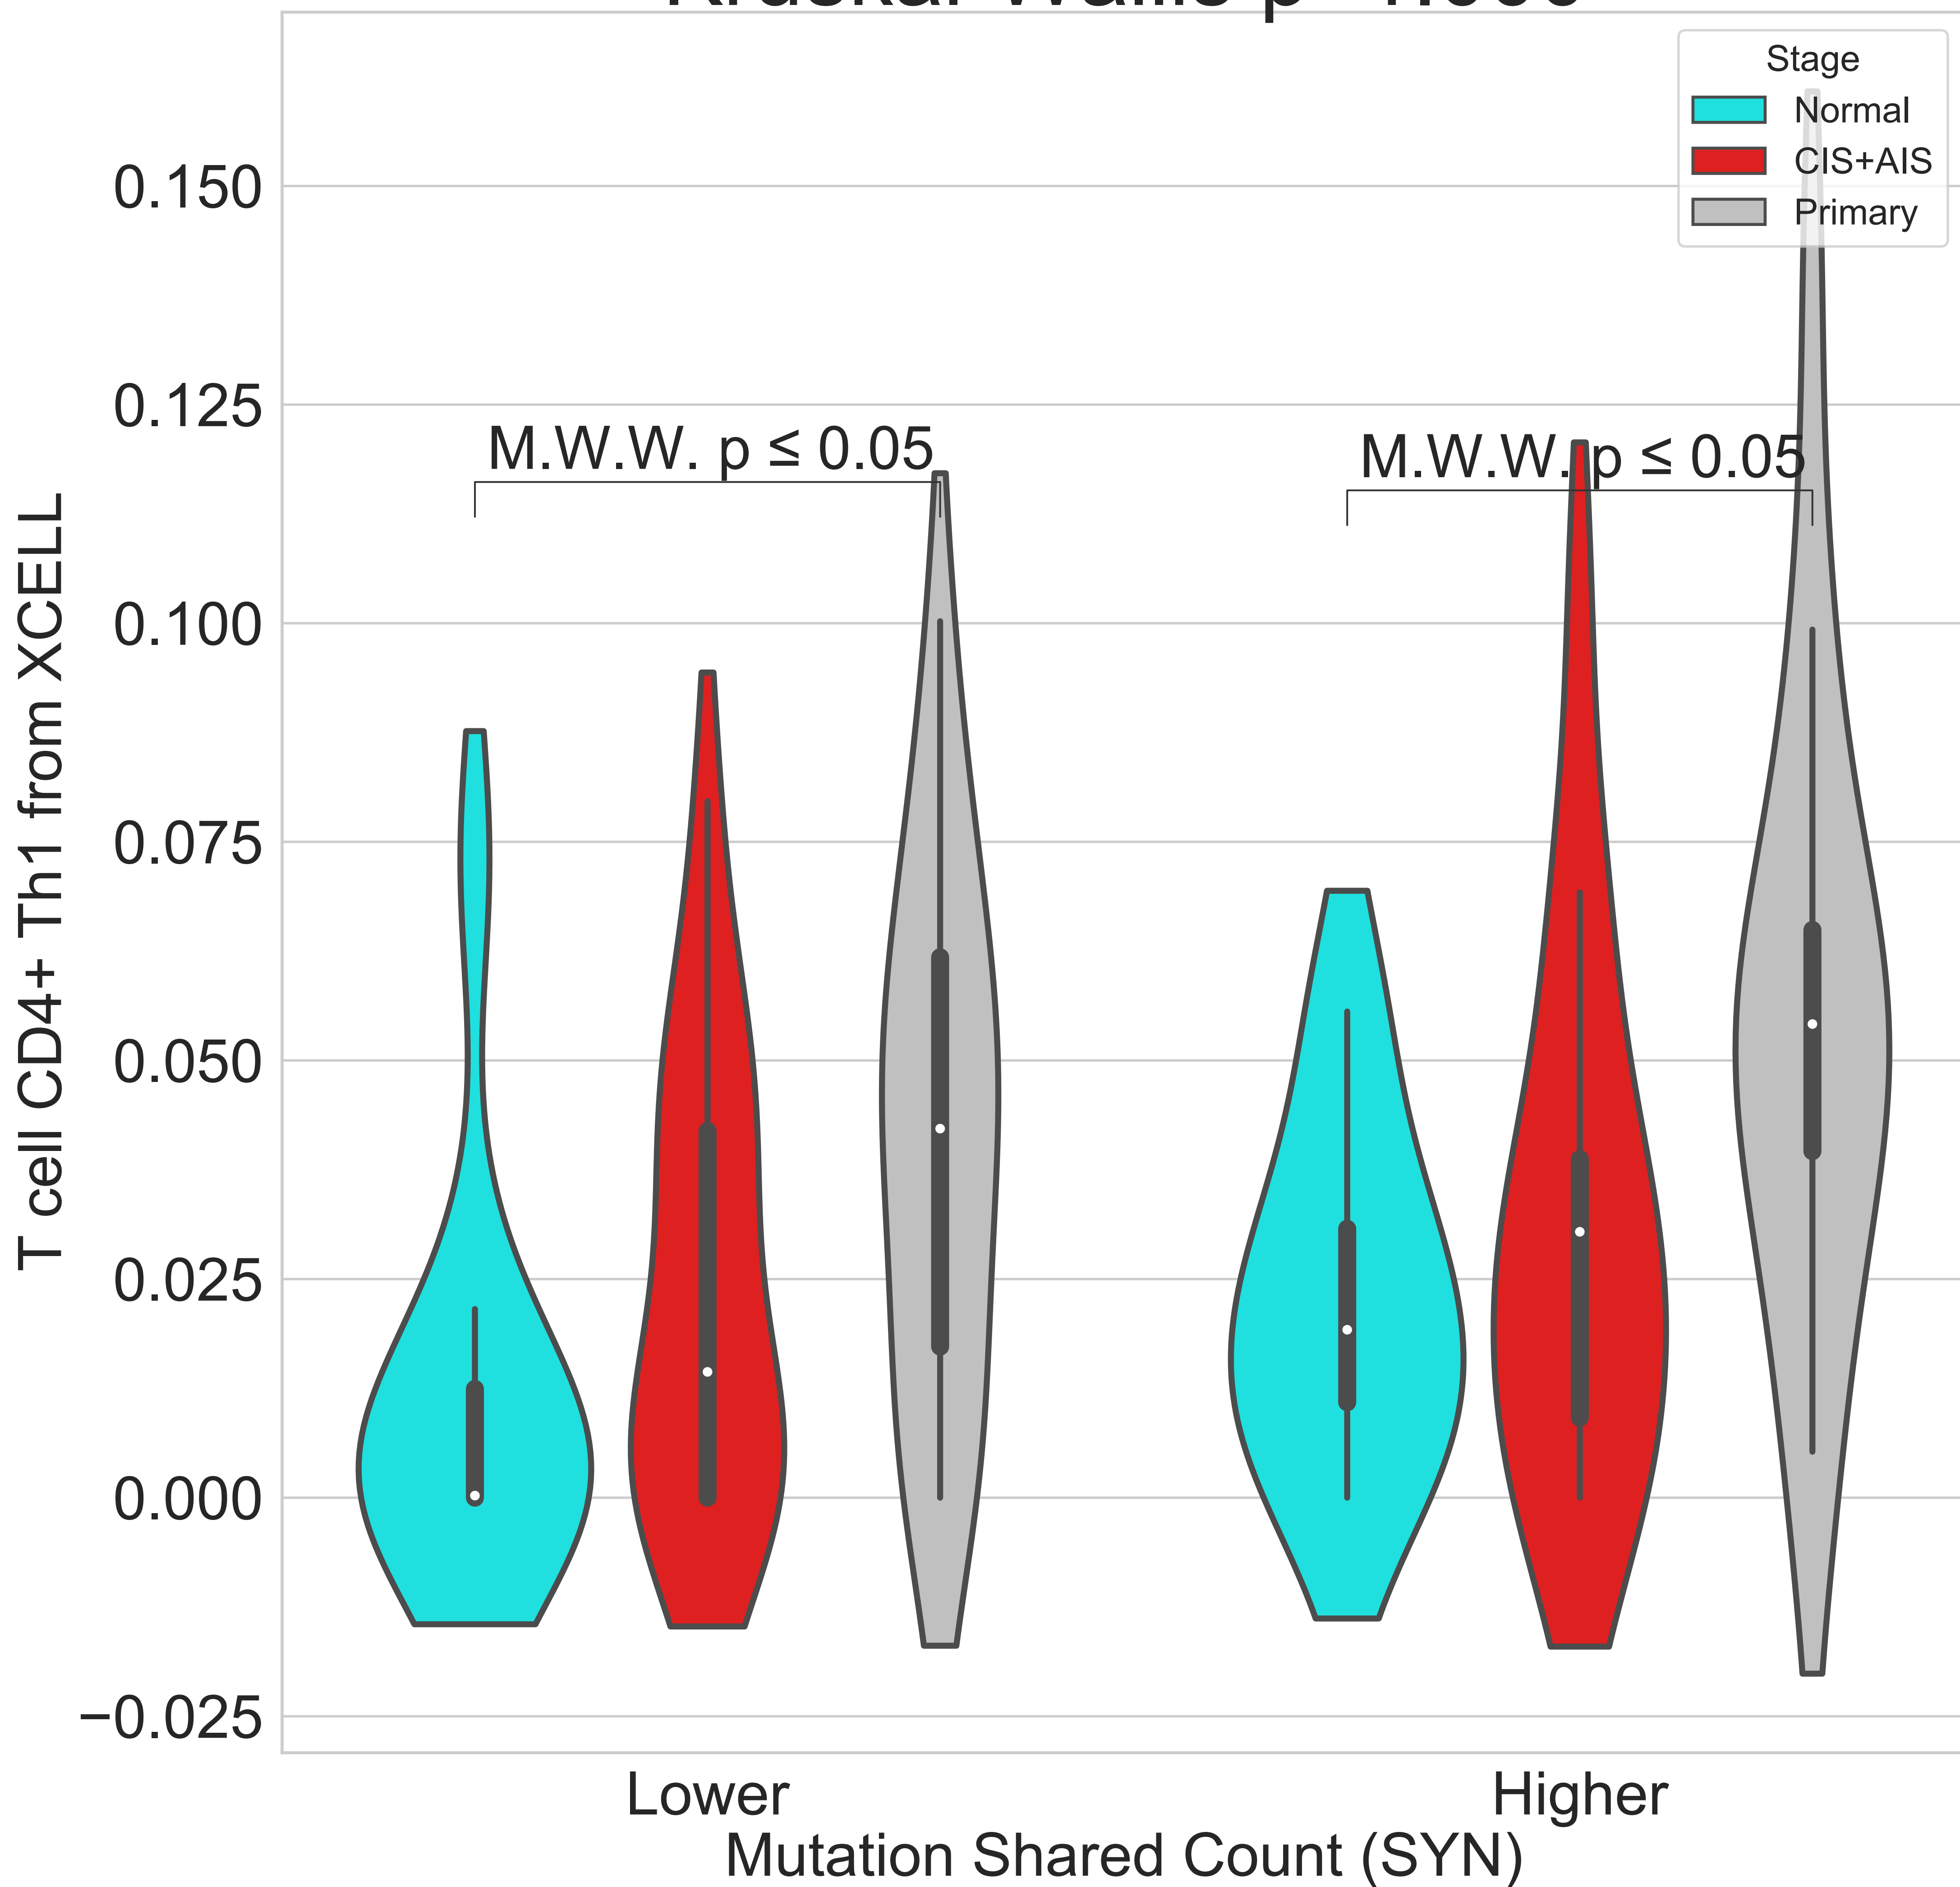 Stage
Normal
CIS+AIS
Primary
0.150
0.125
0.100
0.075
0.050
0.025
0.000
−0.025
T cell CD4+ Th1 from XCELL
M.W.W. p ≤ 0.05
M.W.W. p ≤ 0.05
Lower
Higher
Mutation Shared Count (SYN)